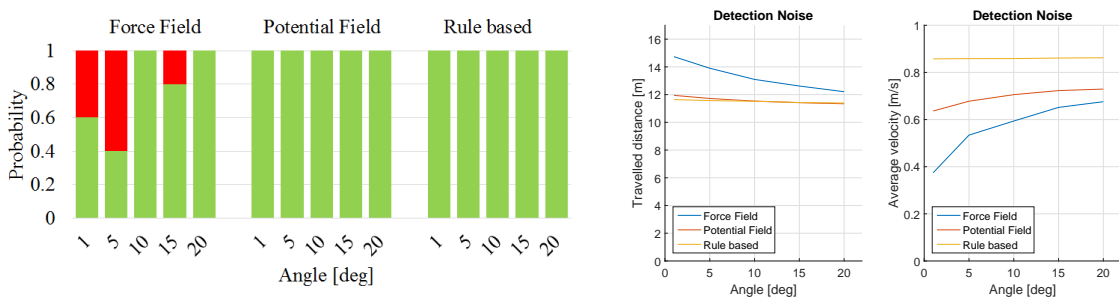 Force Field Potential Field Rule based
1
0.8
0.6
0.4
0.2
0
Probability
1 5 10 15 20 1 5 10 15 20 1 5 10 15 20
Angle [deg]
Detection Noise
16
14
12
10
8
6
4
2
0
Travelled distance [m]
Force Field
Potential Field
Rule based
0 5 10 15 20
Angle [deg]
Detection Noise
1
0.8
0.6
0.4
0.2
0
Average velocity [m/s]
Force Field
Potential Field
Rule based
0 5 10 15 20
Angle [deg]